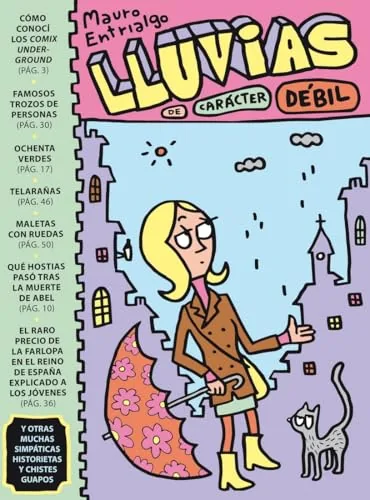 Mauro
Entrialgo
LLUVIAS
DE CARÁCTER DÉBIL
CÓMO
CONOCÍ
LOS COMIX
UNDER-
GROUND
(PÁG. 3)
FAMOSOS
TROZOS DE
PERSONAS
(PÁG. 30)
OCHENTA
VERDES
(PÁG. 17)
TELARAÑAS
(PÁG. 46)
MALETAS
CON RUEDAS
(PÁG. 50)
QUÉ HOSTIAS
PASÓ TRAS
LA MUERTE
DE ABEL
(PÁG. 10)
EL RARO
PRECIO DE
LA FARLOPA
EN EL REINO
DE ESPAÑA
EXPLICADO A
LOS JÓVENES
(PÁG. 36)
Y OTRAS
MUCHAS
SIMPÁTICAS
HISTORIETAS
Y CHISTES
GUAPOS